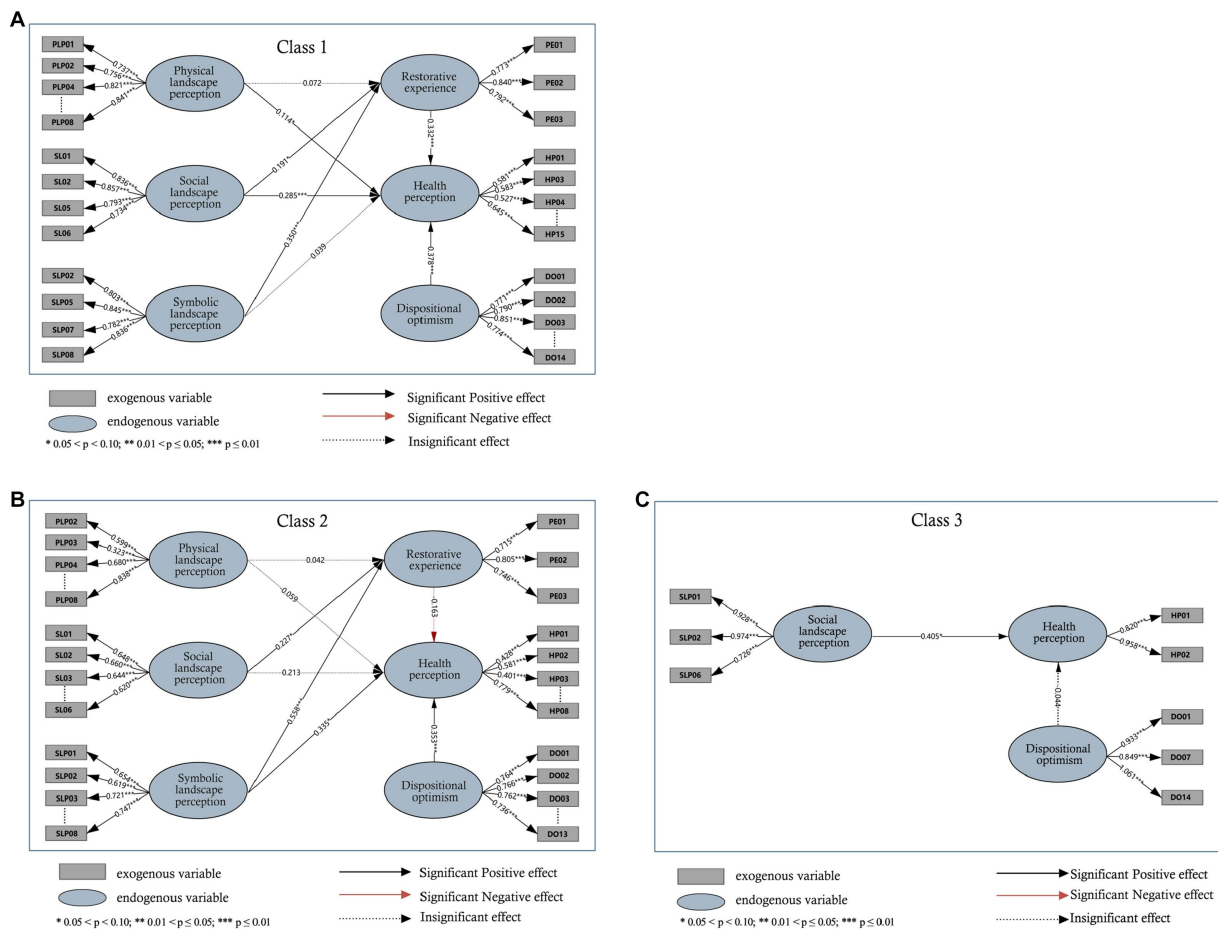 A
Class 1
PLP01
PLP02
PLP04
PLP08
0.737***
0.756***
0.821***
0.841***
Physical
landscape
perception
0.072
0.114*
Restorative
experience
0.773***
0.840***
0.792***
PE01
PE02
PE03
0.332***
SL01
SL02
SL05
SL06
0.836***
0.857***
0.793***
0.734***
Social
landscape
perception
0.191*
0.285***
Health
perception
0.581***
0.583***
0.527***
0.645***
HP01
HP03
HP04
HP15
0.350***
0.039
0.378***
SLP02
SLP05
SLP07
SLP08
0.803***
0.845***
0.782***
0.836***
Symbolic
landscape
perception
Dispositional
optimism
0.771***
0.790***
0.851***
0.774***
DO01
DO02
DO03
DO14
exogenous variable
endogenous variable
* 0.05 < p < 0.10; ** 0.01 < p ≤ 0.05; *** p ≤ 0.01
Significant Positive effect
Significant Negative effect
Insignificant effect
B
Class 2
PLP02
PLP03
PLP04
PLP08
0.599***
0.323***
0.680***
0.838***
Physical
landscape
perception
0.042
-0.059
Restorative
experience
0.715***
0.805***
0.746***
PE01
PE02
PE03
-0.163
SL01
SL02
SL03
SL06
0.648***
0.660***
0.644***
0.620***
Social
landscape
perception
0.227*
0.213
Health
perception
0.428***
0.581***
0.401***
0.779***
HP01
HP02
HP03
HP08
0.558***
0.335*
0.353***
SLP01
SLP02
SLP03
SLP08
0.654***
0.619***
0.721***
0.747***
Symbolic
landscape
perception
Dispositional
optimism
0.764***
0.766***
0.762***
0.736***
DO01
DO02
DO03
DO13
exogenous variable
endogenous variable
* 0.05 < p < 0.10; ** 0.01 < p ≤ 0.05; *** p ≤ 0.01
Significant Positive effect
Significant Negative effect
Insignificant effect
C
Class 3
SLP01
SLP02
SLP06
0.928***
0.974***
0.726***
Social
landscape
perception
0.405*
Health
perception
0.820***
0.958***
HP01
HP02
0.044
Dispositional
optimism
0.933***
0.849***
1.061***
DO01
DO07
DO14
exogenous variable
endogenous variable
* 0.05 < p < 0.10; ** 0.01 < p ≤ 0.05; *** p ≤ 0.01
Significant Positive effect
Significant Negative effect
Insignificant effect